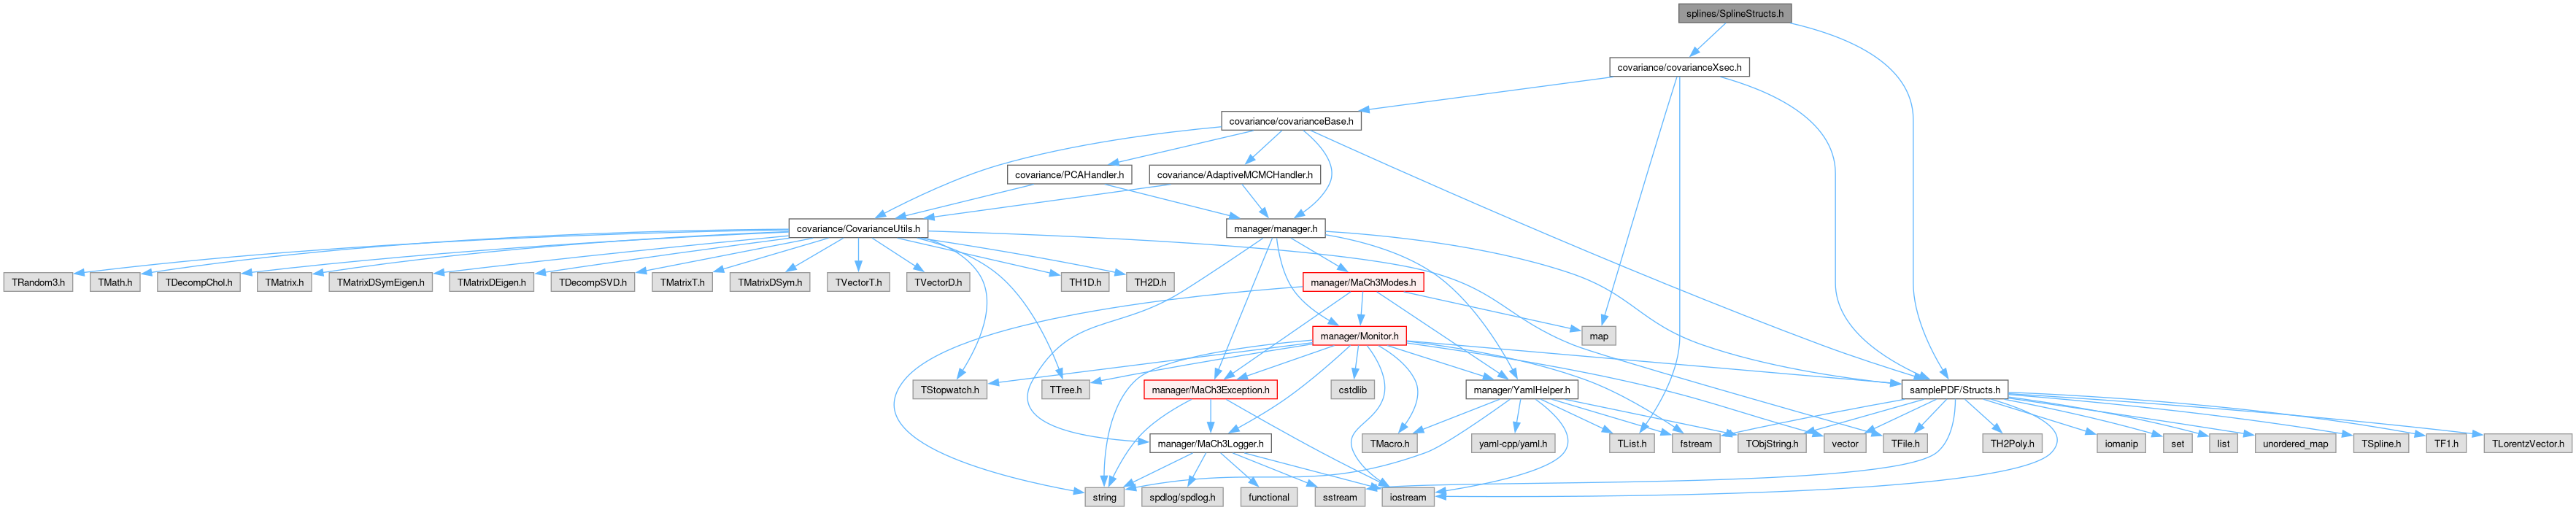 splines/SplineStructs.h
covariance/covarianceXsec.h
covariance/covarianceBase.h
covariance/PCAHandler.h
covariance/AdaptiveMCMCHandler.h
covariance/CovarianceUtils.h
manager/manager.h
TRandom3.h
TMath.h
TDecompChol.h
TMatrix.h
TMatrixDSymEigen.h
TMatrixDEigen.h
TDecompSVD.h
TMatrixT.h
TMatrixDSym.h
TVectorT.h
TVectorD.h
TH1D.h
TH2D.h
manager/MaCh3Modes.h
manager/Monitor.h
map
TStopwatch.h
TTree.h
manager/MaCh3Exception.h
cstdlib
manager/YamlHelper.h
samplePDF/Structs.h
manager/MaCh3Logger.h
TMacro.h
yaml-cpp/yaml.h
TList.h
fstream
TObjString.h
vector
TFile.h
TH2Poly.h
iomanip
set
list
unordered_map
TSpline.h
TF1.h
TLorentzVector.h
string
spdlog/spdlog.h
functional
sstream
iostream